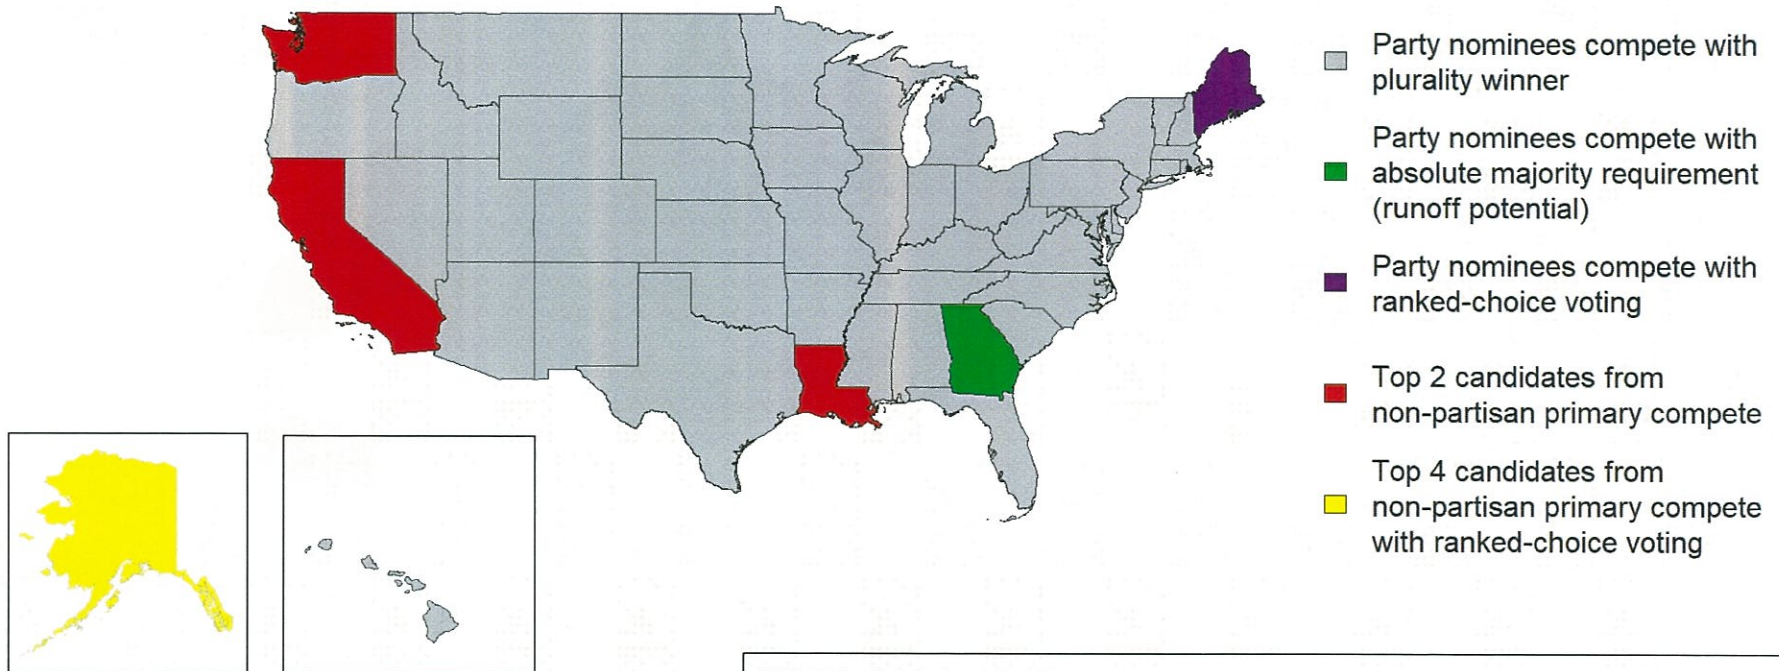 Party nominees compete with
plurality winner
Party nominees compete with
absolute majority requirement
(runoff potential)
Party nominees compete with
ranked-choice voting
Top 2 candidates from
non-partisan primary compete
Top 4 candidates from
non-partisan primary compete
with ranked-choice voting